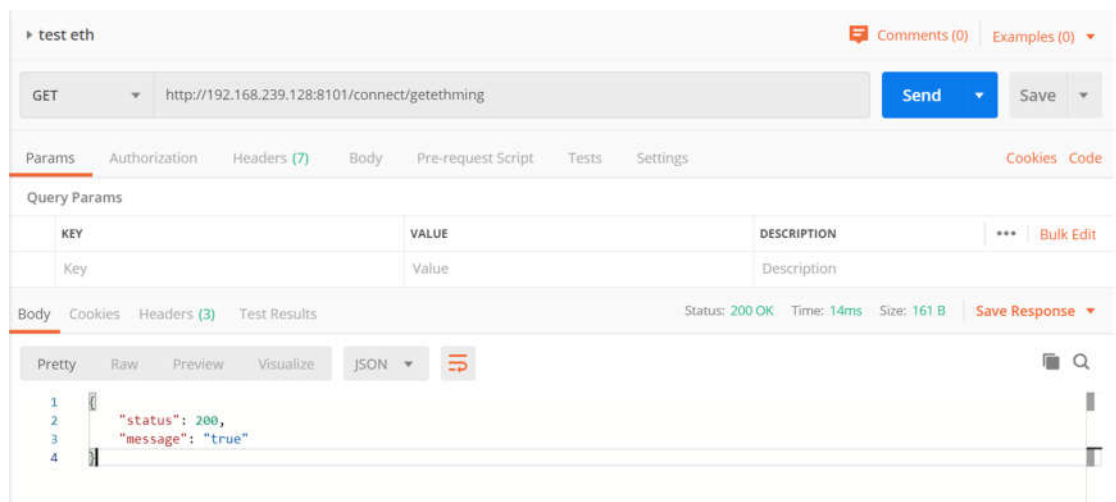 test eth
Comments (0) Examples (0)
GET http://192.168.239.128:8101/connect/getethming Send Save
Params Authorization Headers (7) Body Pre-request Script Tests Settings Cookies Code
Query Params
KEY VALUE DESCRIPTION ••• Bulk Edit
Key Value Description
Body Cookies Headers (3) Test Results Status: 200 OK Time: 14ms Size: 161 B Save Response
Pretty Raw Preview Visualize JSON
1 {
2 "status": 200,
3 "message": "true"
4 }